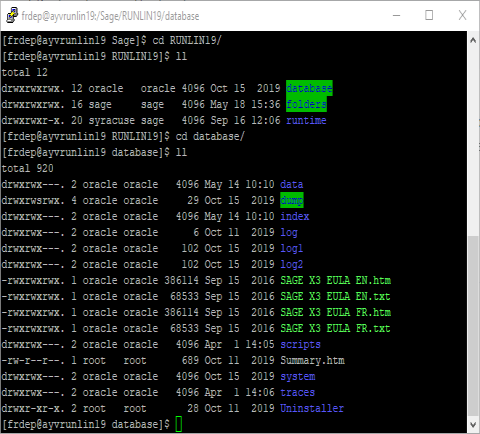 frdep@ayvrunlin19:/Sage/RUNLIN19/database
[frdep@ayvrunlin19 Sage]$ cd RUNLIN19/
[frdep@ayvrunlin19 RUNLIN19]$ ll
total 12
drwxrwxrwx. 12 oracle   oracle 4096 Oct 15  2019 database
drwxrwxrwx. 16 sage     sage   4096 May 18 15:36 folders
drwxrwxr-x. 20 syracuse sage   4096 Sep 16 12:06 runtime
[frdep@ayvrunlin19 RUNLIN19]$ cd database/
[frdep@ayvrunlin19 database]$ ll
total 920
drwxrwx---. 2 oracle oracle   4096 May 14 10:10 data
drwxrwsrwx. 4 oracle oracle     29 Oct 15  2019 dump
drwxrwx---. 2 oracle oracle   4096 May 14 10:10 index
drwxrwx---. 2 oracle oracle      6 Oct 11  2019 log
drwxrwx---. 2 oracle oracle    102 Oct 15  2019 log1
drwxrwx---. 2 oracle oracle    102 Oct 15  2019 log2
-rwxrwxrwx. 1 oracle oracle 386114 Sep 15  2016 SAGE X3 EULA EN.htm
-rwxrwxrwx. 1 oracle oracle  68533 Sep 15  2016 SAGE X3 EULA EN.txt
-rwxrwxrwx. 1 oracle oracle 386114 Sep 15  2016 SAGE X3 EULA FR.htm
-rwxrwxrwx. 1 oracle oracle  68533 Sep 15  2016 SAGE X3 EULA FR.txt
drwxrwx---. 2 oracle oracle   4096 Apr  1 14:05 scripts
-rw-r--r--. 1 root   root      689 Oct 11  2019 Summary.htm
drwxrwx---. 2 oracle oracle   4096 Oct 15  2019 system
drwxrwx---. 2 oracle oracle   4096 Apr  1 14:06 traces
drwxr-xr-x. 2 root   root       28 Oct 11  2019 Uninstaller
[frdep@ayvrunlin19 database]$